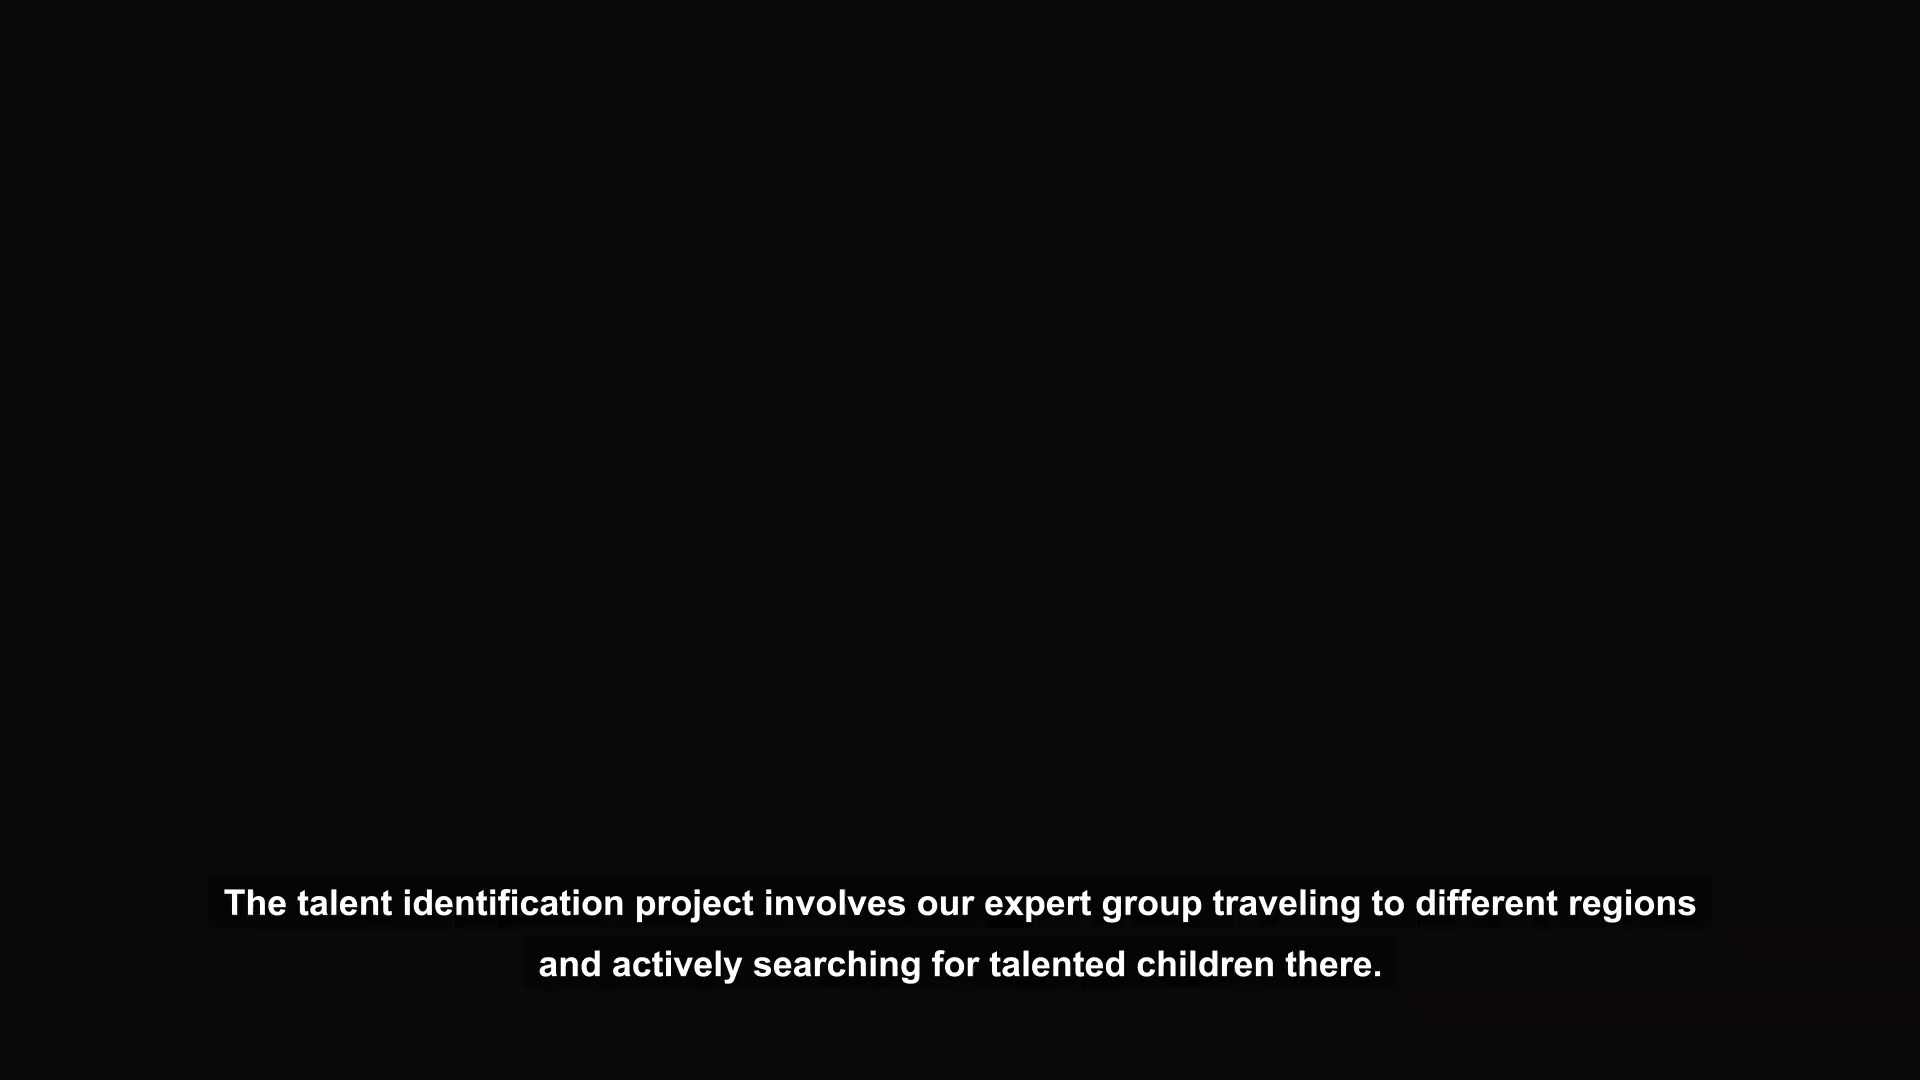 The talent identification project involves our expert group traveling to different regions
and actively searching for talented children there.